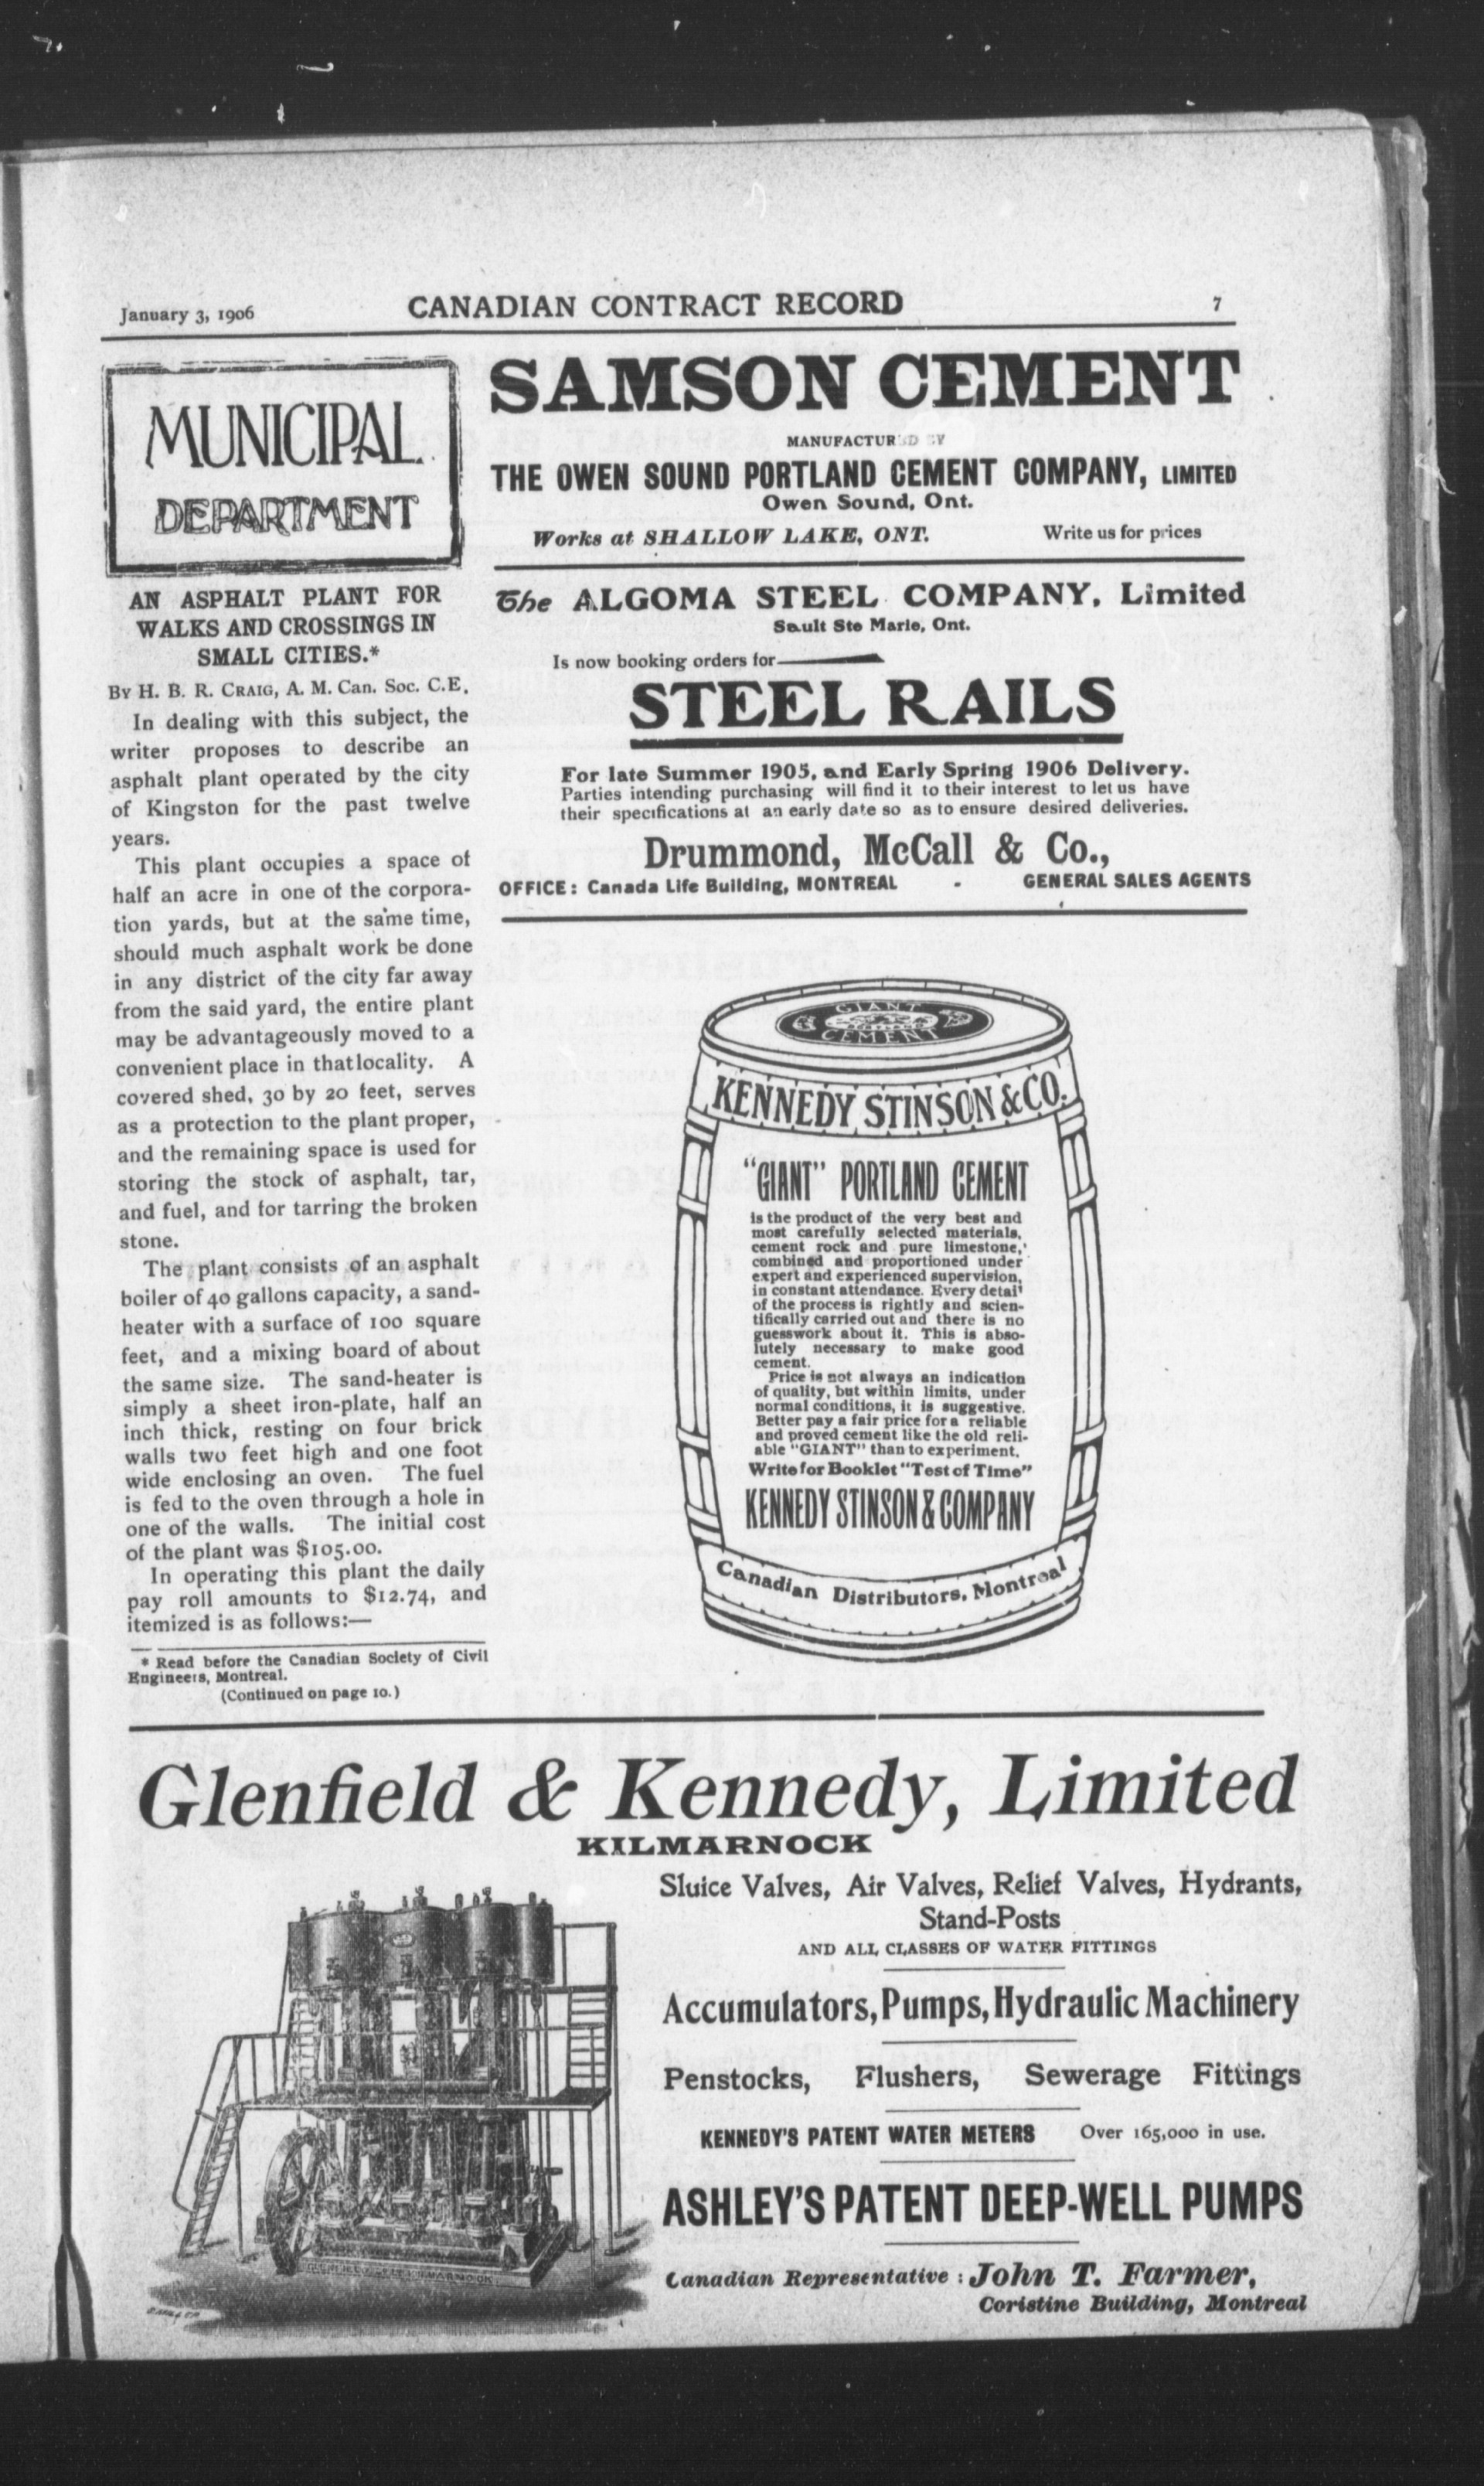 January 3, 1906
CANADIAN CONTRACT RECORD
7
MUNICIPAL
DEPARTMENT
AN ASPHALT PLANT FOR
WALKS AND CROSSINGS IN
SMALL CITIES.*
BY H. B. R. CRAIG, A. M. Can. Soc. C.E.
In dealing with this subject, the
writer proposes to describe an
asphalt plant operated by the city
of Kingston for the past twelve
years.
This plant occupies a space of
half an acre in one of the corpora-
tion yards, but at the same time,
should much asphalt work be done
in any district of the city far away
from the said yard, the entire plant
may be advantageously moved to a
convenient place in thatlocality. A
covered shed, 30 by 20 feet, serves
as a protection to the plant proper,
and the remaining space is used for
storing the stock of asphalt, tar,
and fuel, and for tarring the broken
stone.
The plant consists of an asphalt
boiler of 40 gallons capacity, a sand-
heater with a surface of 100 square
feet, and a mixing board of about
the same size. The sand-heater is
simply a sheet iron-plate, half an
inch thick, resting on four brick
walls two feet high and one foot
wide enclosing an oven. The fuel
is fed to the oven through a hole in
one of the walls. The initial cost
of the plant was $105.00.
In operating this plant the daily
pay roll amounts to $12.74, and
itemized is as follows:—
* Read before the Canadian Society of Civil
Engineers, Montreal.
(Continued on page 10.)
SAMSON CEMENT
MANUFACTURED BY
THE OWEN SOUND PORTLAND CEMENT COMPANY, LIMITED
Owen Sound, Ont.
Works at SHALLOW LAKE, ONT. Write us for prices
The ALGOMA STEEL COMPANY, Limited
Sault Ste Marie, Ont.
Is now booking orders for
STEEL RAILS
For late Summer 1905, and Early Spring 1906 Delivery.
Parties intending purchasing will find it to their interest to let us have
their specifications at an early date so as to ensure desired deliveries.
Drummond, McCall & Co.,
OFFICE: Canada Life Building, MONTREAL - GENERAL SALES AGENTS
GIANT
PORTLAND
CEMENT
KENNEDY STINSON & CO.
"GIANT" PORTLAND CEMENT
is the product of the very best and
most carefully selected materials,
cement rock and pure limestone,
combined and proportioned under
expert and experienced supervision,
in constant attendance. Every detail
of the process is rightly and scien-
tifically carried out and there is no
guesswork about it. This is abso-
lutely necessary to make good
cement.
Price is not always an indication
of quality, but within limits, under
normal conditions, it is suggestive.
Better pay a fair price for a reliable
and proved cement like the old reli-
able "GIANT" than to experiment.
Write for Booklet "Test of Time"
KENNEDY STINSON & COMPANY
Canadian Distributors, Montreal
Glenfield & Kennedy, Limited
KILMARNOCK
Sluice Valves, Air Valves, Relief Valves, Hydrants,
Stand-Posts
AND ALL CLASSES OF WATER FITTINGS
Accumulators, Pumps, Hydraulic Machinery
Penstocks, Flushers, Sewerage Fittings
KENNEDY'S PATENT WATER METERS Over 165,000 in use.
ASHLEY'S PATENT DEEP-WELL PUMPS
Canadian Representative: John T. Farmer,
Coristine Building, Montreal